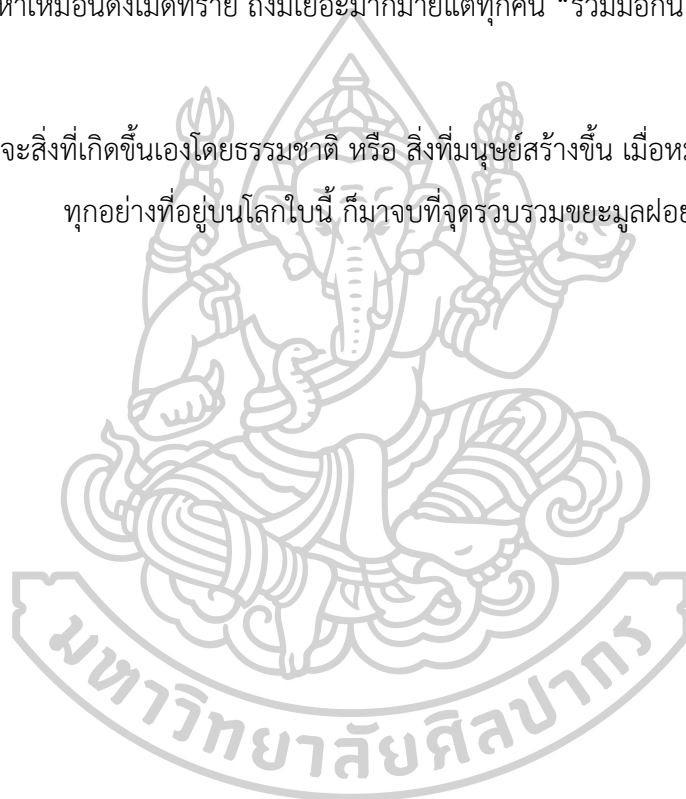 หาเหมือนดั่งเม็ดทราย ถึงมีเยอะมากมายแต่ทุกคน “ร่วมมือกัน
จะสิ่งที่เกิดขึ้นเองโดยธรรมชาติ หรือ สิ่งที่มนุษย์สร้างขึ้น เมื่อหม
ทุกอย่างที่อยู่บนโลกใบนี้ ก็มาจบที่จุดรวบรวมขยะมูลฝอย
มหาวิทยาลัยศิลปากร